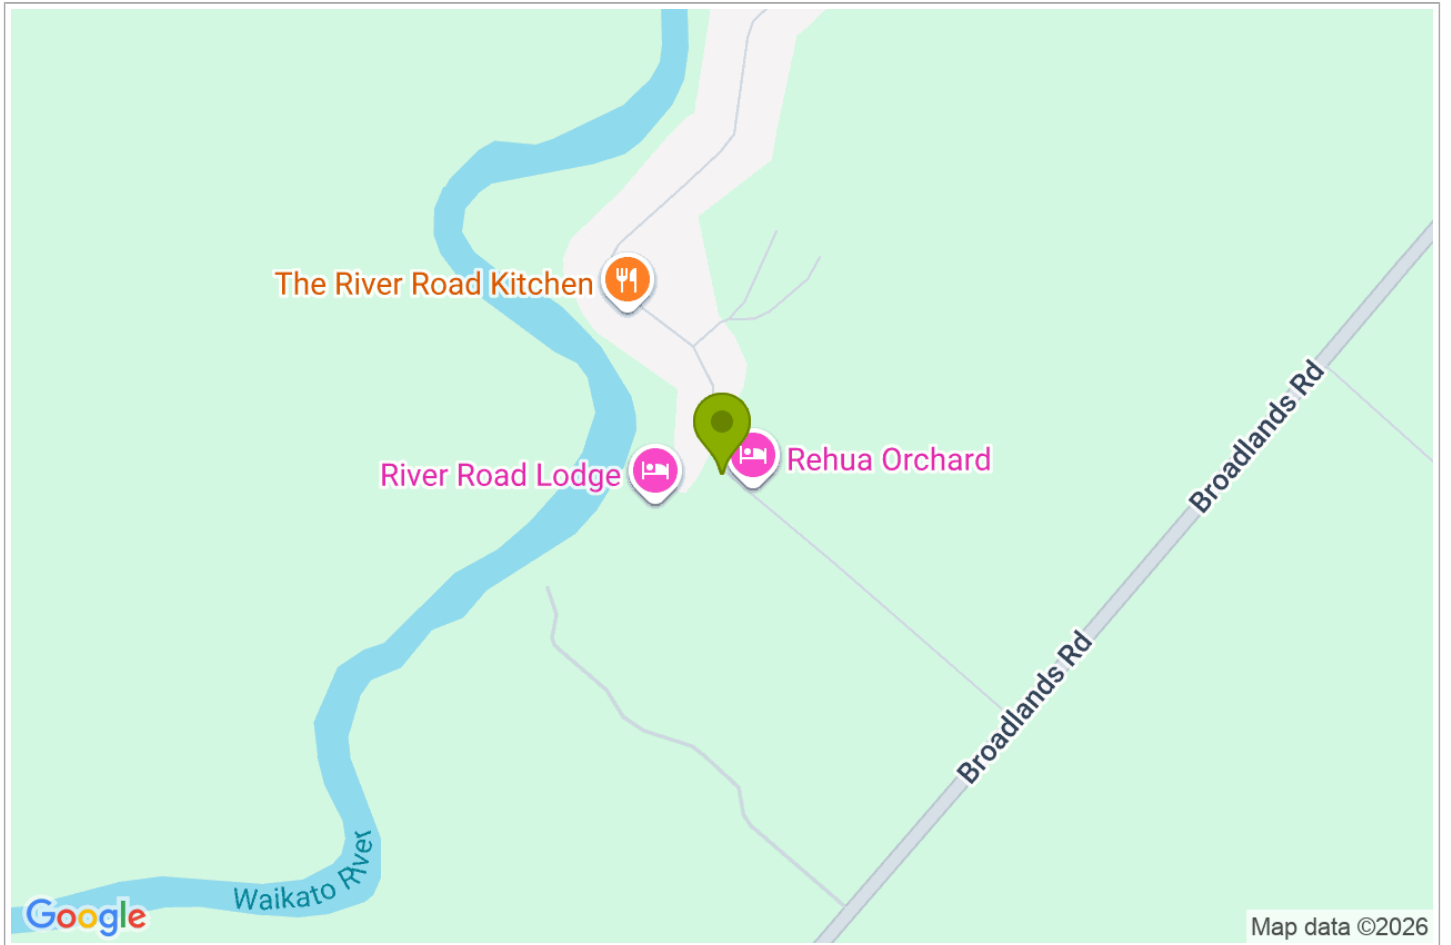 The River Road Kitchen
Rehua Orchard
River Road Lodge
Broadlands Rd
Broadlands Rd
Waikato River
Google
Map data ©2026